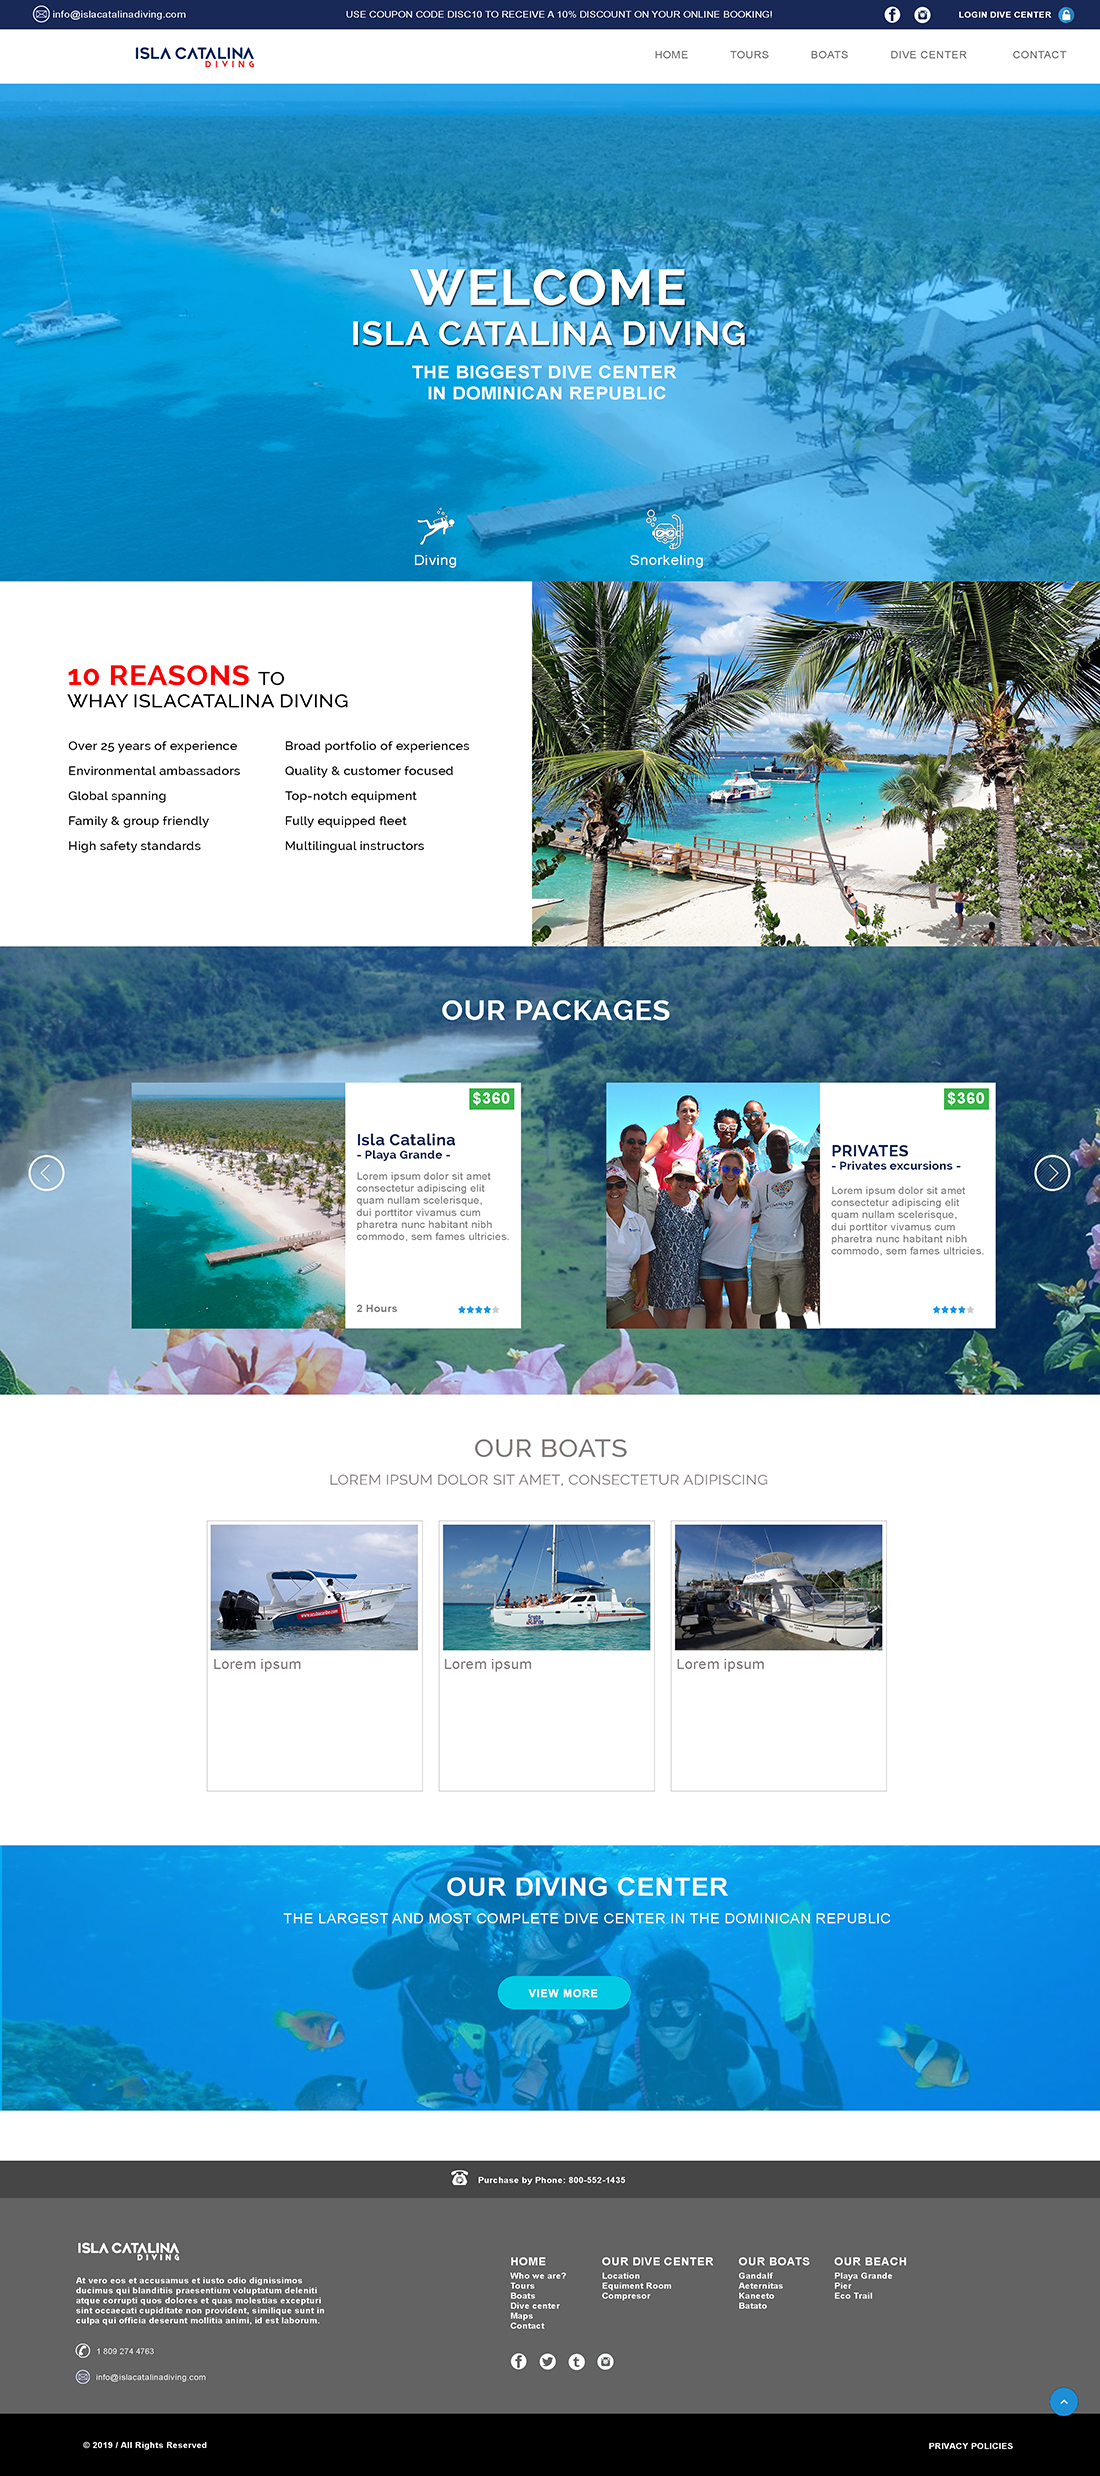 info@islacatalinadiving.com
USE COUPON CODE DISC10 TO RECEIVE A 10% DISCOUNT ON YOUR ONLINE BOOKING!
LOGIN DIVE CENTER
ISLA CATALINA
DIVING
HOME TOURS BOATS DIVE CENTER CONTACT
WELCOME
ISLA CATALINA DIVING
THE BIGGEST DIVE CENTER
IN DOMINICAN REPUBLIC
Diving
Snorkeling
10 REASONS TO
WHAY ISLACATALINA DIVING
Over 25 years of experience
Environmental ambassadors
Global spanning
Family & group friendly
High safety standards
Broad portfolio of experiences
Quality & customer focused
Top-notch equipment
Fully equipped fleet
Multilingual instructors
OUR PACKAGES
$360
Isla Catalina
- Playa Grande -
Lorem ipsum dolor sit amet
consectetur adipiscing elit
quam nullam scelerisque,
dui porttitor vivamus cum
pharetra nunc habitant nibh
commodo, sem fames ultricies.
2 Hours
$360
PRIVATES
- Privates excursions -
Lorem ipsum dolor sit amet
consectetur adipiscing elit
quam nullam scelerisque,
dui porttitor vivamus cum
pharetra nunc habitant nibh
commodo, sem fames ultricies.
OUR BOATS
LOREM IPSUM DOLOR SIT AMET, CONSECTETUR ADIPISCING
Lorem ipsum
Lorem ipsum
Lorem ipsum
OUR DIVING CENTER
THE LARGEST AND MOST COMPLETE DIVE CENTER IN THE DOMINICAN REPUBLIC
VIEW MORE
Purchase by Phone: 800-552-1435
ISLA CATALINA
DIVING
At vero eos et accusamus et iusto odio dignissimos
ducimus qui blanditiis praesentium voluptatum deleniti
atque corrupti quos dolores et quas molestias excepturi
sint occaecati cupiditate non provident, similique sunt in
culpa qui officia deserunt mollitia animi, id est laborum.
1 809 274 4763
info@islacatalinadiving.com
HOME
Who we are?
Tours
Boats
Dive center
Maps
Contact
OUR DIVE CENTER
Location
Equiment Room
Compresor
OUR BOATS
Gandalf
Aeternitas
Kaneeto
Batato
OUR BEACH
Playa Grande
Pier
Eco Trail
© 2019 / All Rights Reserved
PRIVACY POLICIES